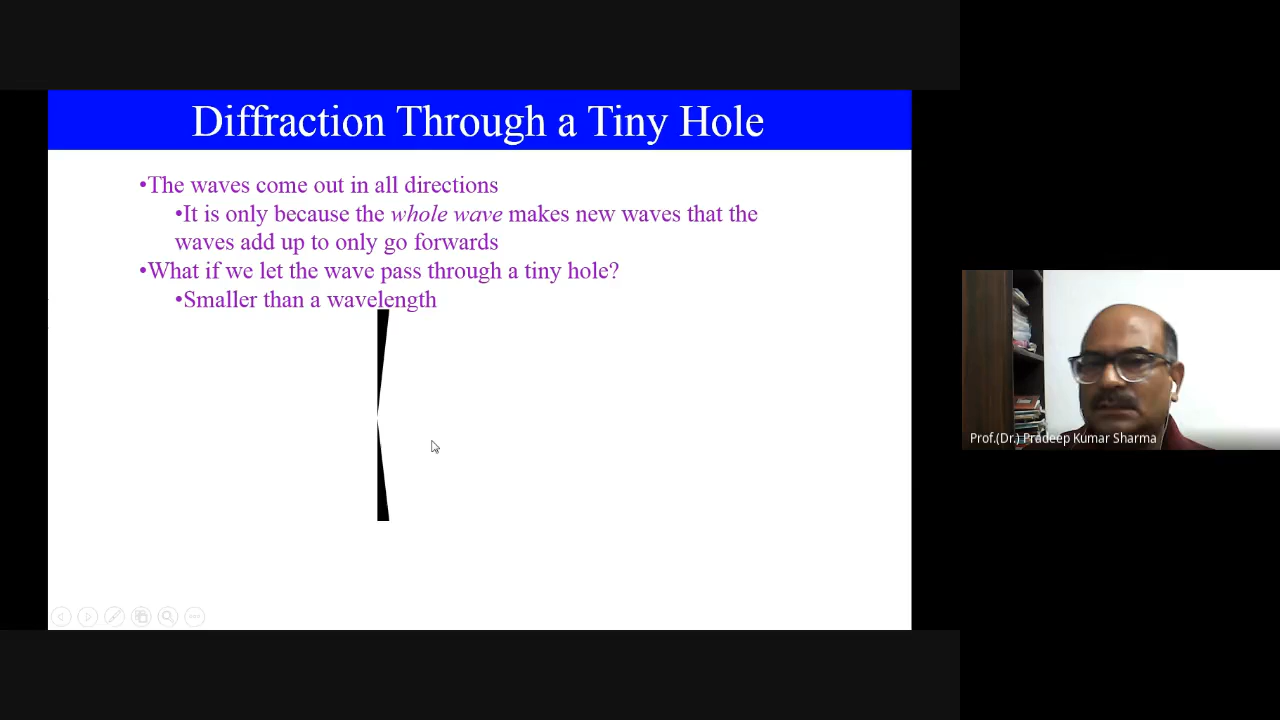 Diffraction Through a Tiny Hole
•The waves come out in all directions
•It is only because the whole wave makes new waves that the
waves add up to only go forwards
•What if we let the wave pass through a tiny hole?
•Smaller than a wavelength
Prof.(Dr.) Pradeep Kumar Sharma